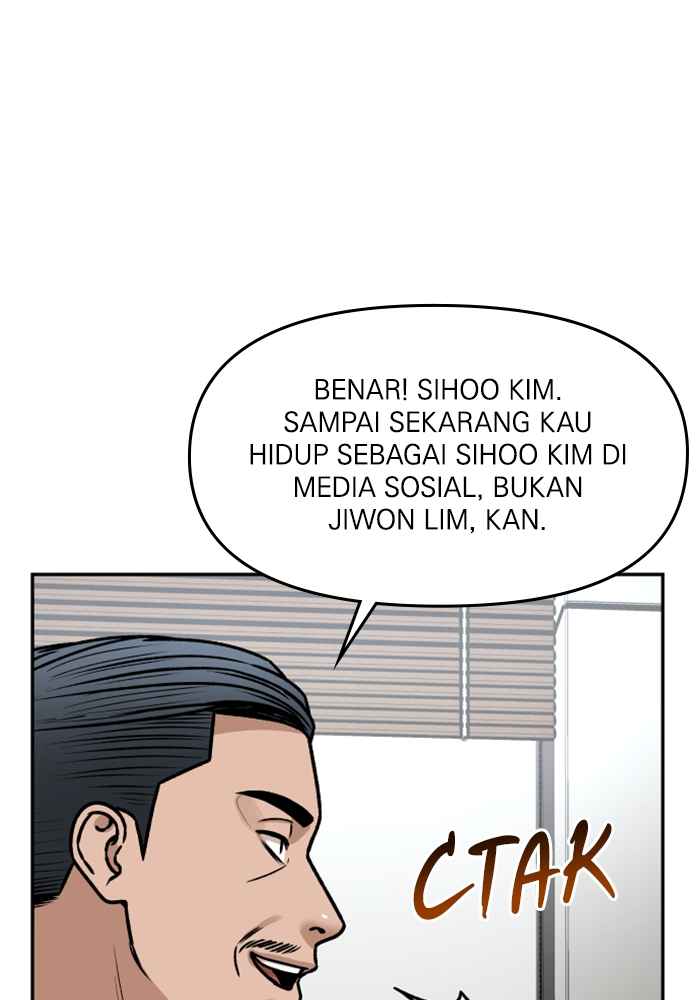 BENAR! SIHOO KIM.
SAMPAI SEKARANG KAU
HIDUP SEBAGAI SIHOO KIM DI
MEDIA SOSIAL, BUKAN
JIWON LIM, KAN.
CTAK